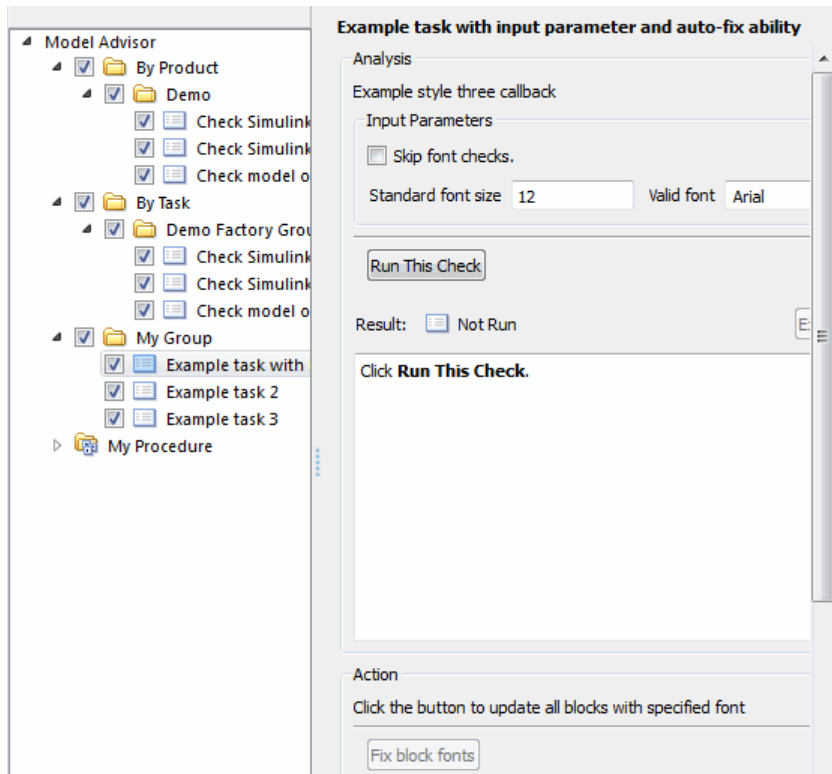 Model Advisor
By Product
Demo
Check Simulink
Check Simulink
Check model o
By Task
Demo Factory Grou
Check Simulink
Check Simulink
Check model o
My Group
Example task with
Example task 2
Example task 3
My Procedure
Example task with input parameter and auto-fix ability
Analysis
Example style three callback
Input Parameters
Skip font checks.
Standard font size 12 Valid font Arial
Run This Check
Result: Not Run
Click Run This Check.
Action
Click the button to update all blocks with specified font
Fix block fonts